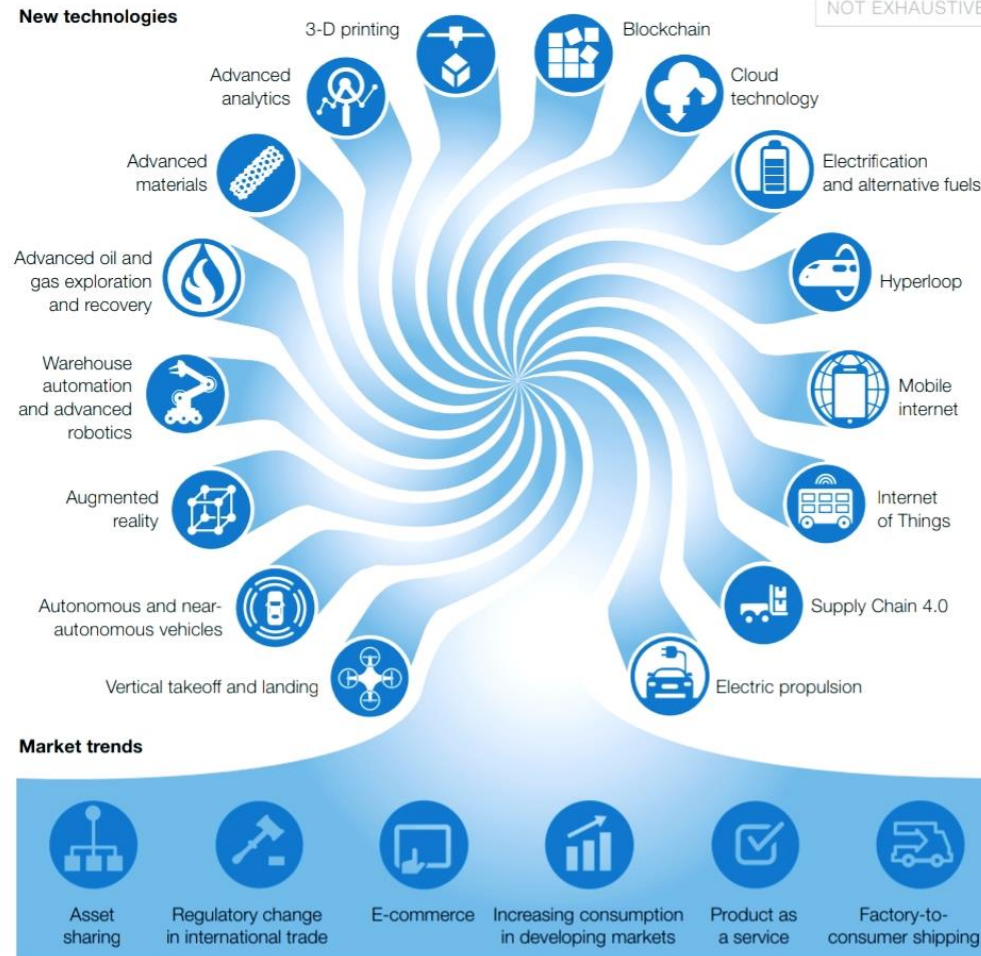 New technologies
NOT EXHAUSTIVE
3-D printing
Blockchain
Advanced
analytics
Cloud
technology
Advanced
materials
Electrification
and alternative fuels
Advanced oil and
gas exploration
and recovery
Hyperloop
Warehouse
automation
and advanced
robotics
Mobile
internet
Augmented
reality
Internet
of Things
Autonomous and near-
autonomous vehicles
Supply Chain 4.0
Vertical takeoff and landing
Electric propulsion
Market trends
Asset
sharing
Regulatory change
in international trade
E-commerce
Increasing consumption
in developing markets
Product as
a service
Factory-to-
consumer shipping